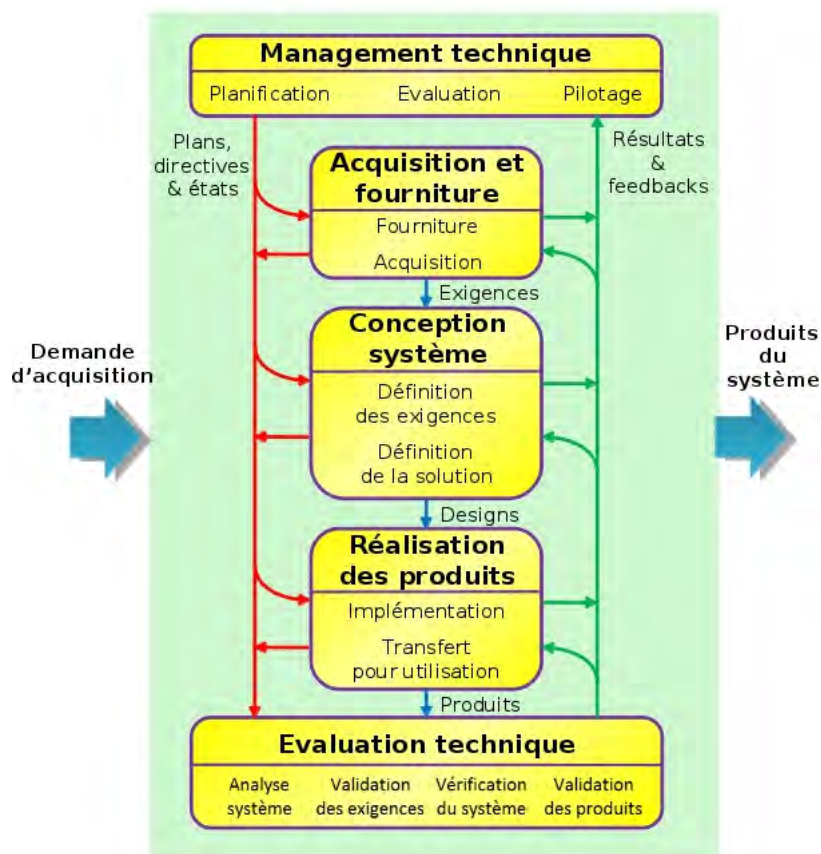 Management technique
Planification Evaluation Pilotage
Plans,
directives
& états
Résultats
&
feedbacks
Acquisition et
fourniture
Fourniture
Acquisition
Exigences
Demande
d'acquisition
Conception
système
Définition
des exigences
Définition
de la solution
Produits
du
système
Designs
Réalisation
des produits
Implémentation
Transfert
pour utilisation
Produits
Evaluation technique
Analyse
système
Validation
des exigences
Vérification
du système
Validation
des produits